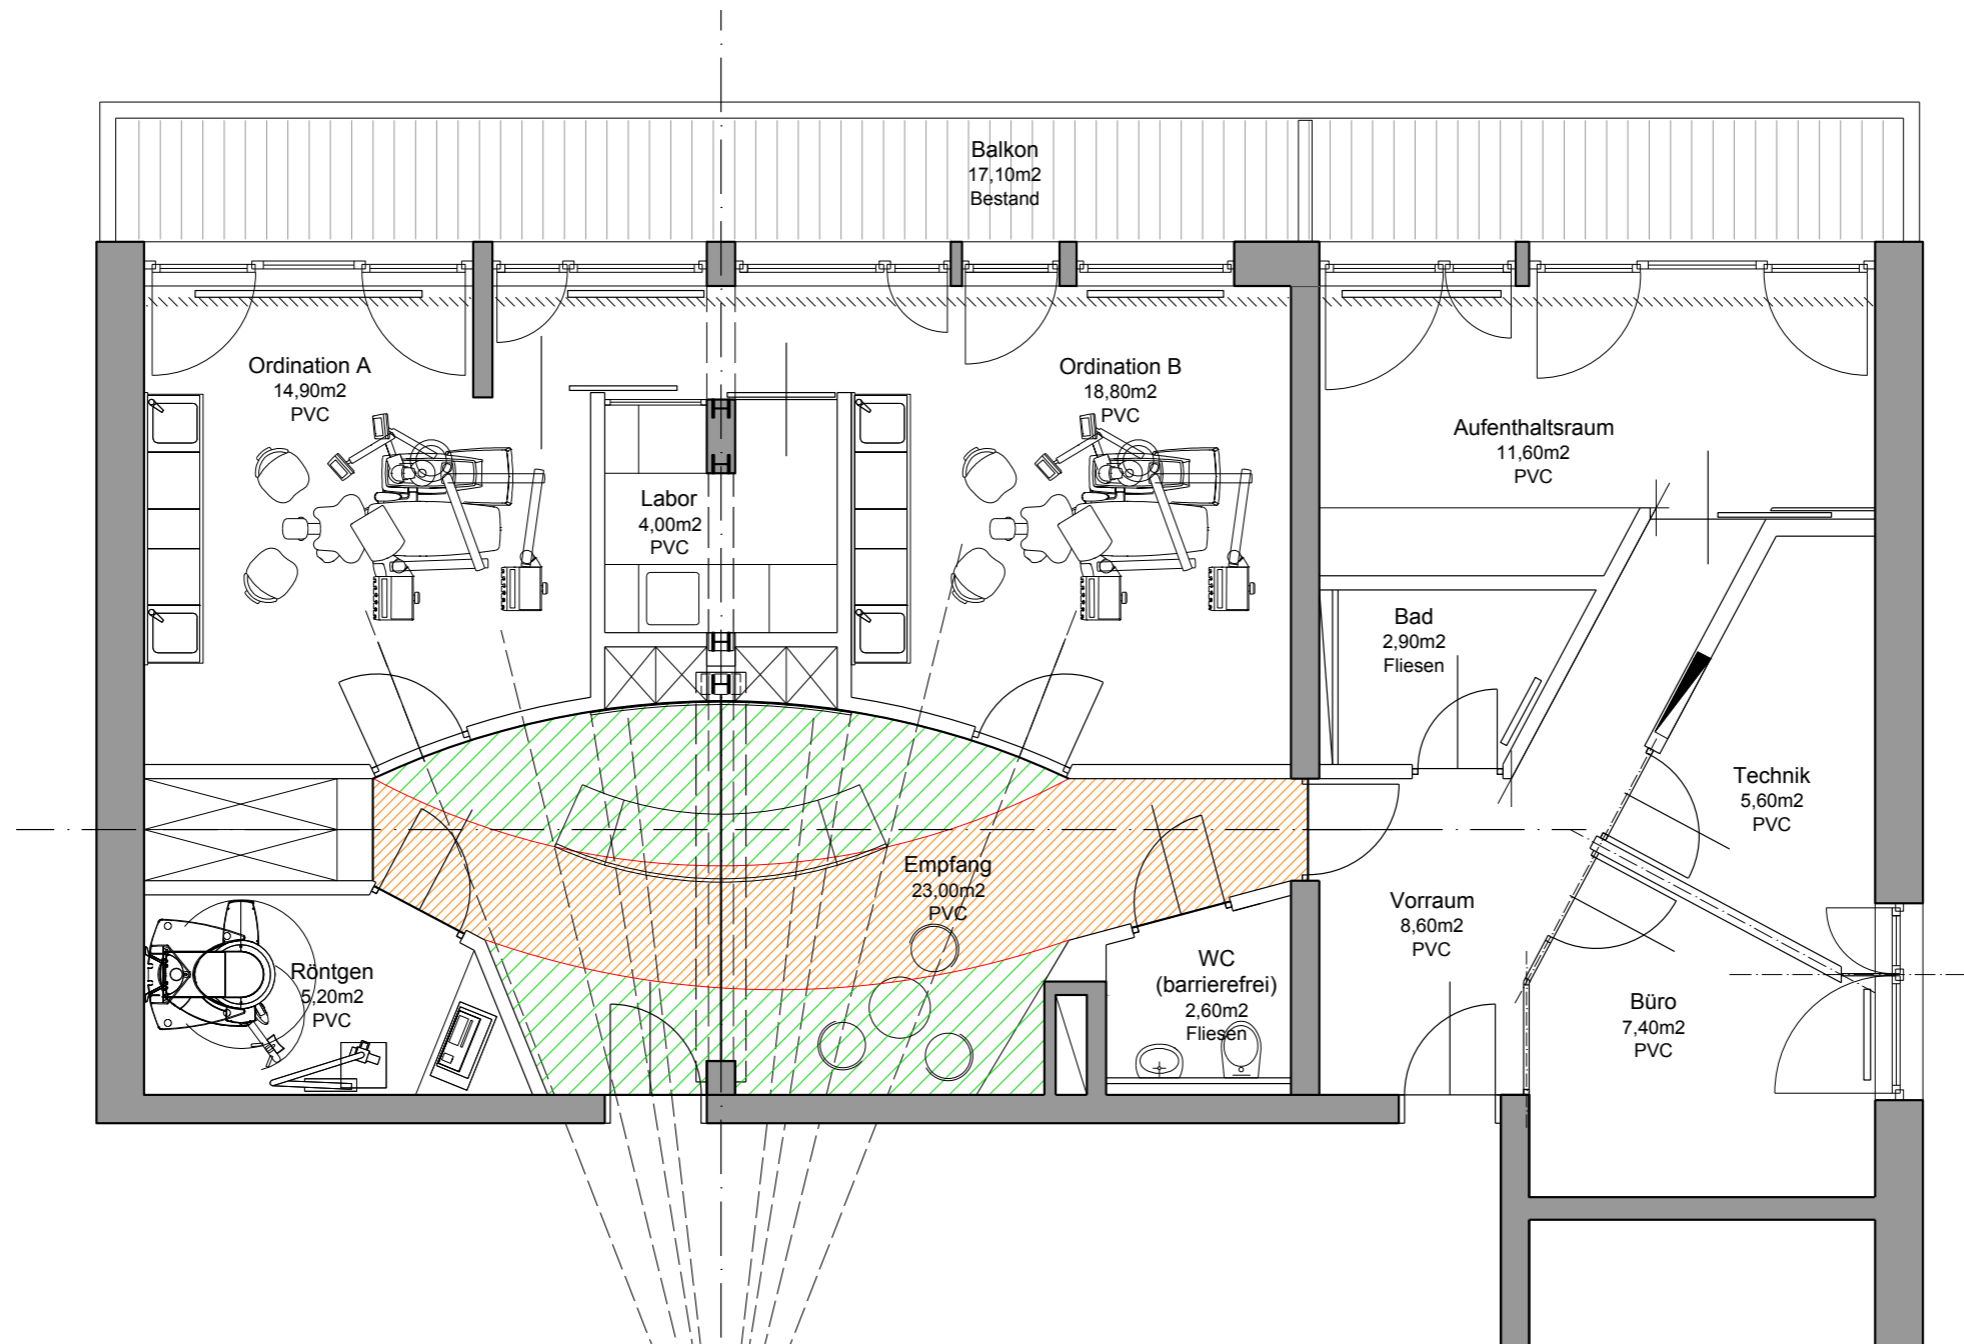 Balkon
17,10m2
Bestand
Ordination A
14,90m2
PVC
Ordination B
18,80m2
PVC
Aufenthaltsraum
11,60m2
PVC
Labor
4,00m2
PVC
Bad
2,90m2
Fliesen
Technik
5,60m2
PVC
Empfang
23,00m2
PVC
Vorraum
8,60m2
PVC
WC
(barrierefrei)
2,60m2
Fliesen
Röntgen
5,20m2
PVC
Büro
7,40m2
PVC